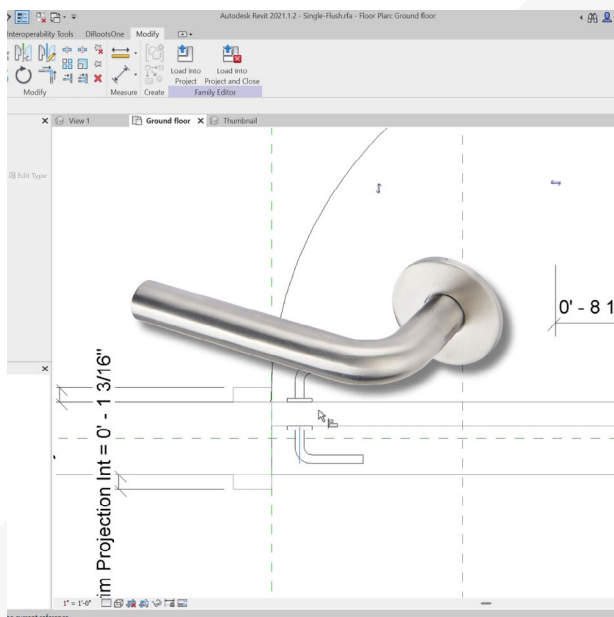 Autodesk Revit 2021.1.2 - Single-Flush.rfa - Floor Plan: Ground floor
Interoperability Tools DiRootsOne Modify
Load into Project
Load into Project and Close
Modify Measure Create Family Editor
View 1 Ground floor Thumbnail
Edit Type
0' - 8 1
im Projection Int = 0' - 1 3/16"
1" = 1'-0"